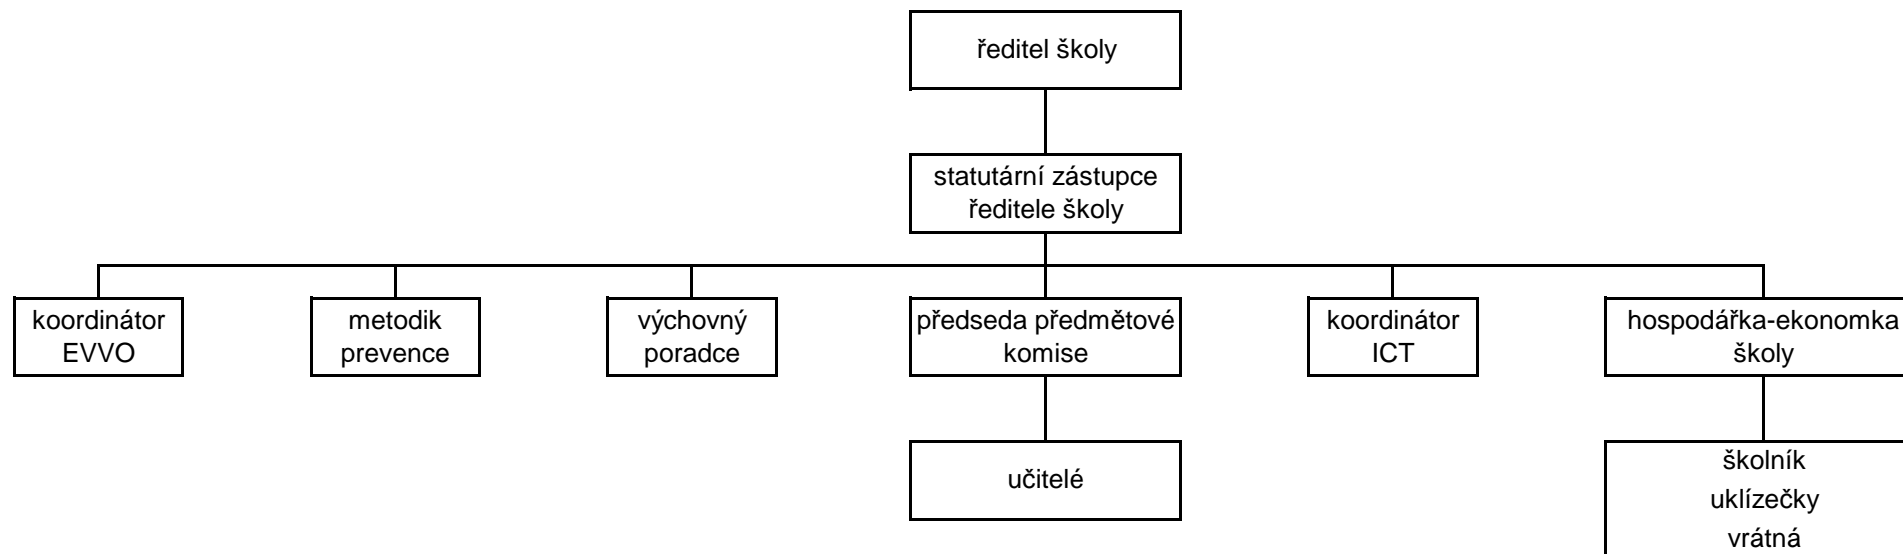 ředitel školy
statutární zástupce
ředitele školy
koordinátor
EVVO
metodik
prevence
výchovný
poradce
předseda předmětové
komise
koordinátor
ICT
hospodářka-ekonomka
školy
učitelé
školník
uklízečky
vrátná